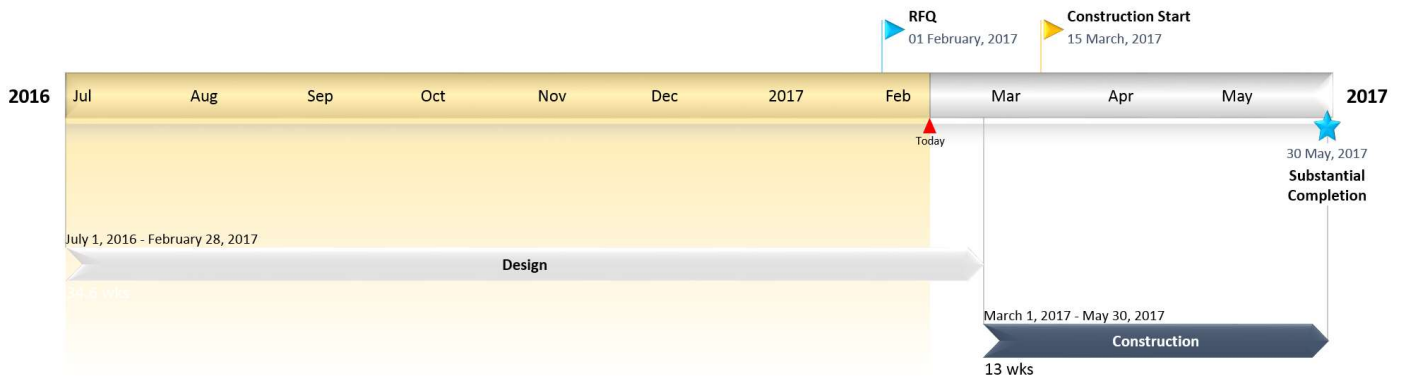 RFQ
01 February, 2017
Construction Start
15 March, 2017
2016 Jul Aug Sep Oct Nov Dec 2017 Feb Mar Apr May 2017
Today
30 May, 2017
Substantial
Completion
July 1, 2016 - February 28, 2017
Design
March 1, 2017 - May 30, 2017
Construction
13 wks